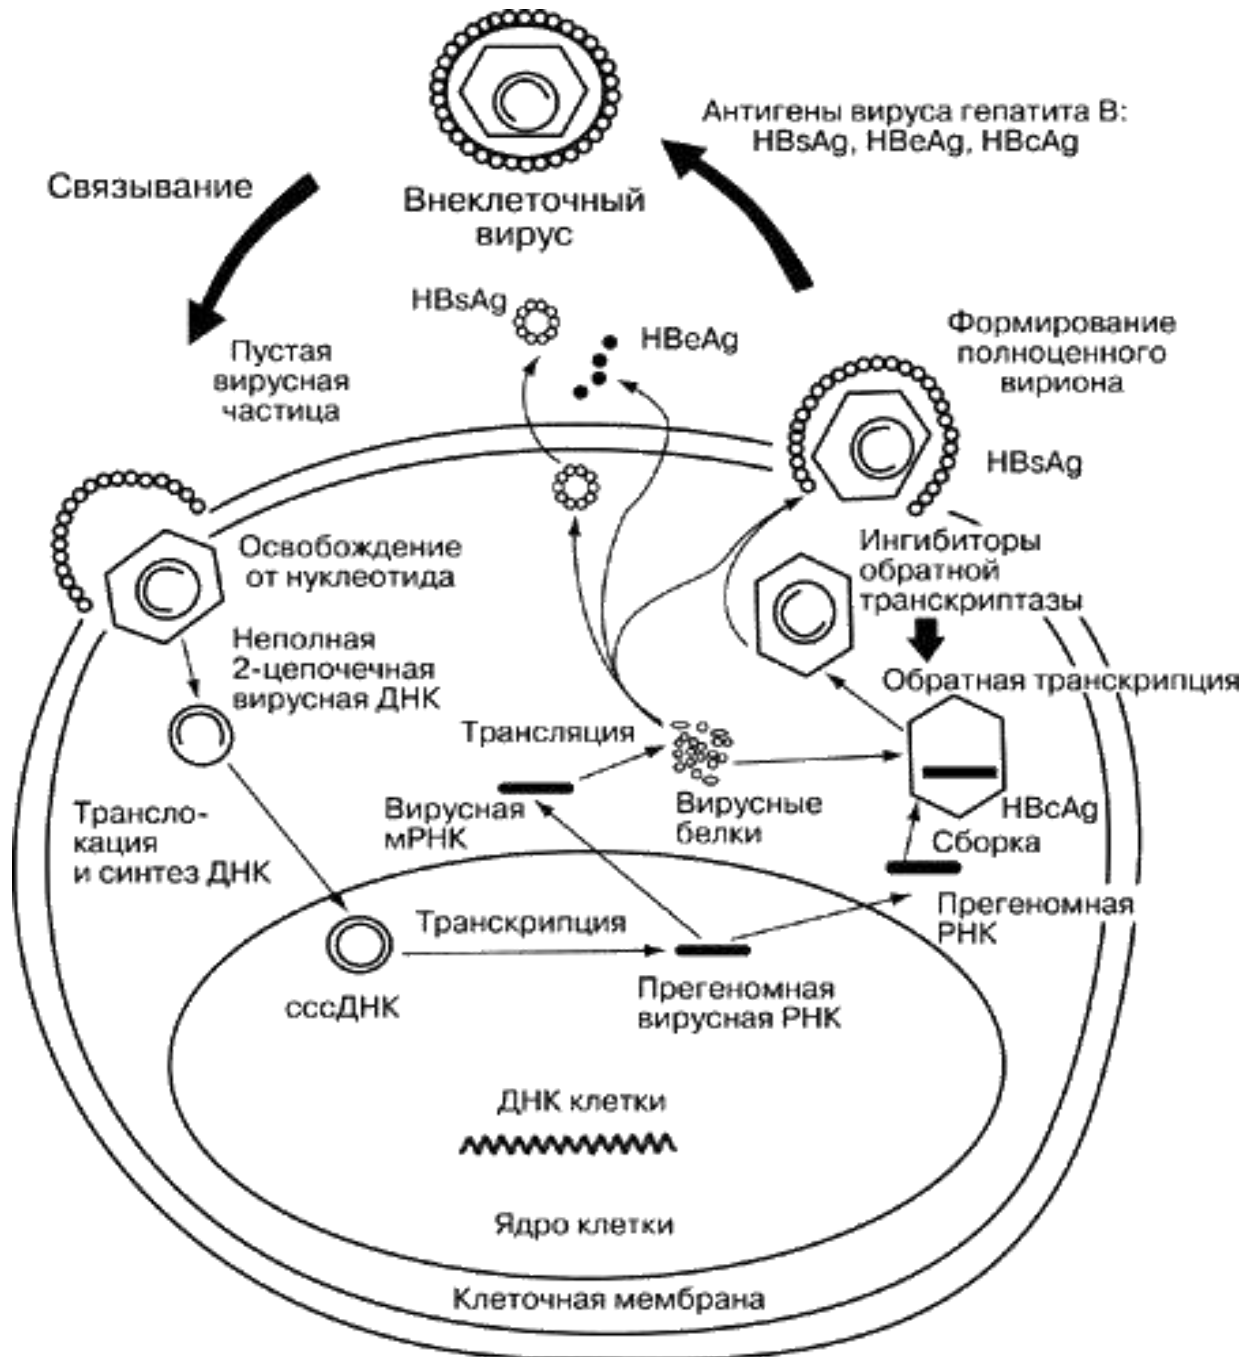 Антигены вируса гепатита В:
HBsAg, HBeAg, HBcAg
Связывание
Внеклеточный
вирус
HBsAg
HBeAg
Формирование
полноценного
вириона
HBsAg
Пустая
вирусная
частица
Освобождение
от нуклеотида
Ингибиторы
обратной
транскриптазы
Неполная
2-цепочечная
вирусная ДНК
Обратная транскрипция
Трансляция
Вирусная
мРНК
Вирусные
белки
HBcAg
Сборка
Трансло-
кация
и синтез ДНК
Прегеномная
РНК
Транскрипция
сссДНК
Прегеномная
вирусная РНК
ДНК клетки
Ядро клетки
Клеточная мембрана